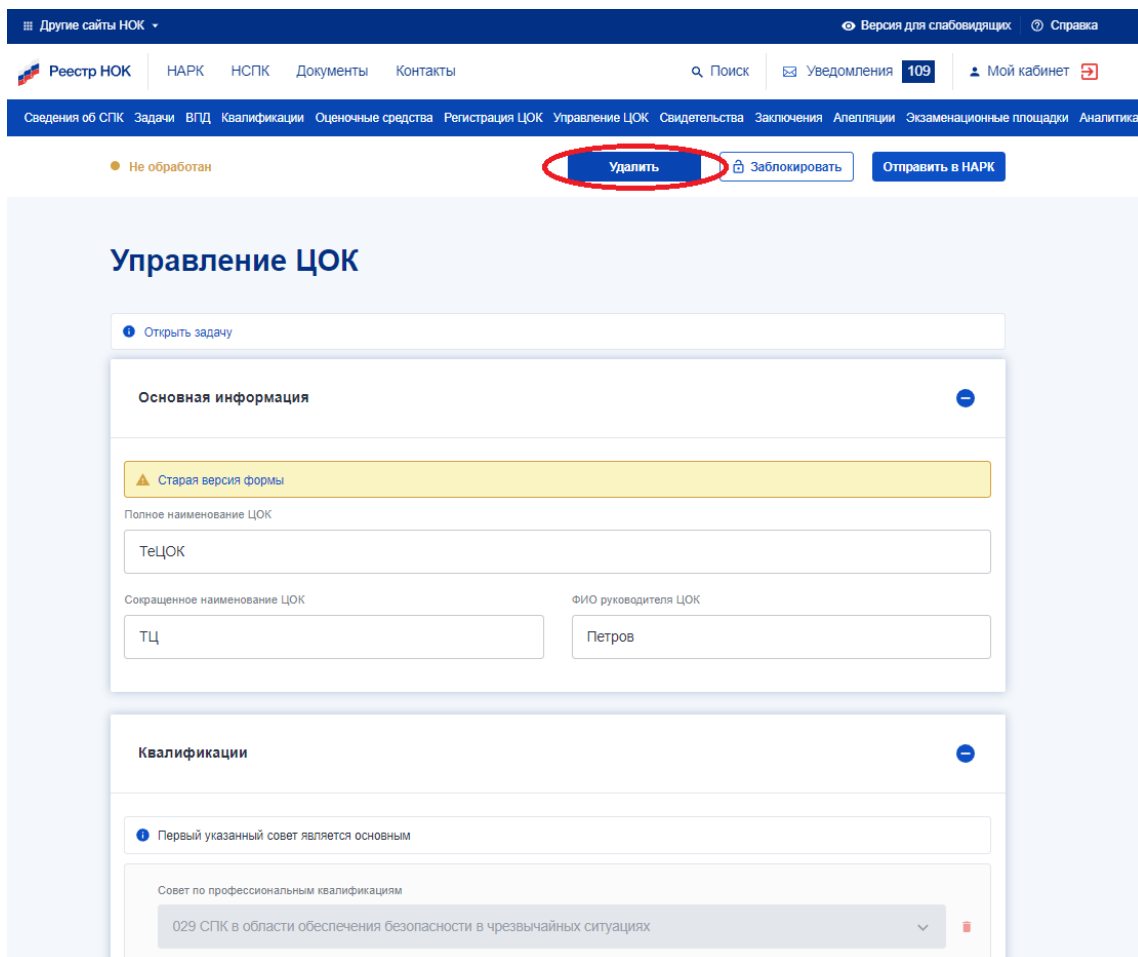 Другие сайты НОК
Версия для слабовидящих
Справка
Реестр НОК
НАРК
НСПК
Документы
Контакты
Поиск
Уведомления 109
Мой кабинет
Сведения об СПК Задачи ВПД Квалификации Оценочные средства Регистрация ЦОК Управление ЦОК Свидетельства Заключения Апелляции Экзаменационные площадки Аналитика
Не обработан
Удалить
Заблокировать
Отправить в НАРК
Управление ЦОК
Открыть задачу
Основная информация
Старая версия формы
Полное наименование ЦОК
ТеЦОК
Сокращенное наименование ЦОК
ФИО руководителя ЦОК
ТЦ
Петров
Квалификации
Первый указанный совет является основным
Совет по профессиональным квалификациям
029 СПК в области обеспечения безопасности в чрезвычайных ситуациях